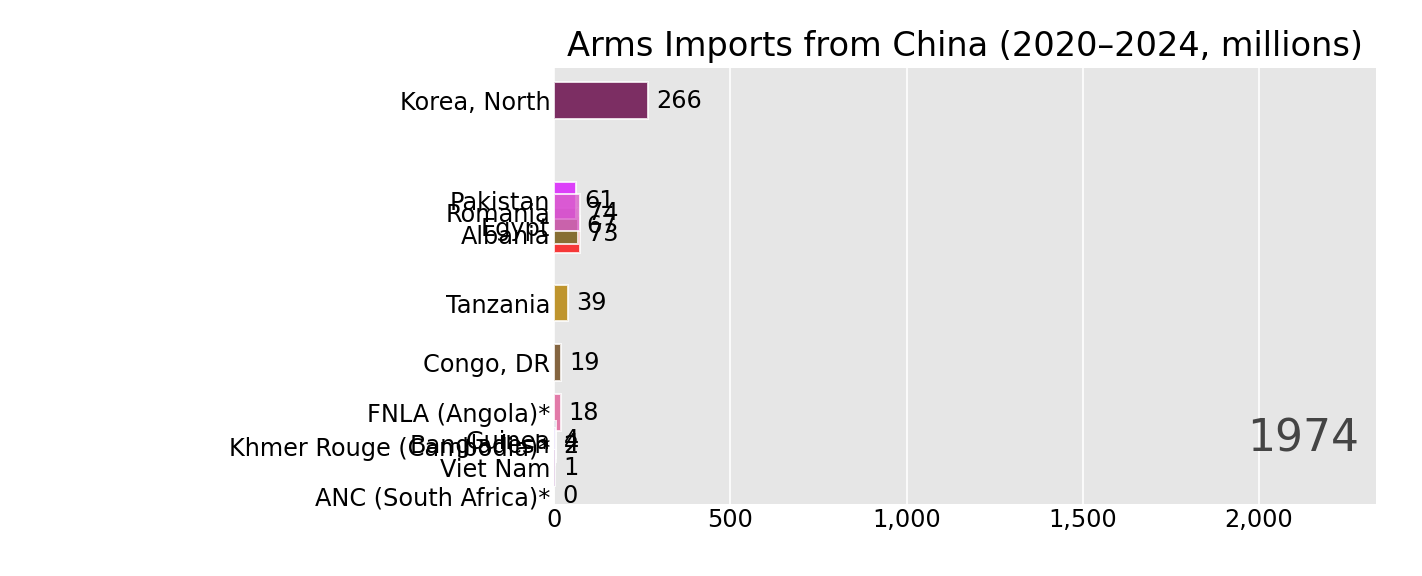 Arms Imports from China (2020–2024, millions)
Korea, North 266
Pakistan 61
Romania 74
Egypt 67
Albania 73
Tanzania 39
Congo, DR 19
FNLA (Angola)* 18
Guinea 4
Bangladesh
Khmer Rouge (Cambodia)*
Viet Nam 1
ANC (South Africa)* 0
1974
0 500 1,000 1,500 2,000